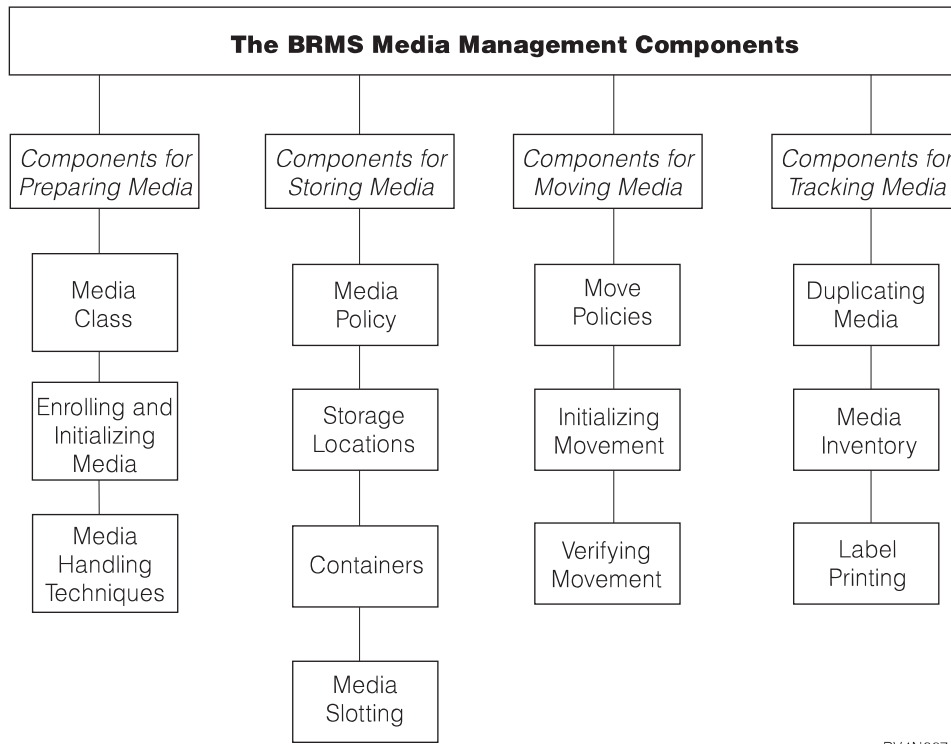 The BRMS Media Management Components
Components for
Preparing Media
Components for
Storing Media
Components for
Moving Media
Components for
Tracking Media
Media
Class
Enrolling and
Initializing
Media
Media
Handling
Techniques
Media
Policy
Storage
Locations
Containers
Media
Slotting
Move
Policies
Initializing
Movement
Verifying
Movement
Duplicating
Media
Media
Inventory
Label
Printing